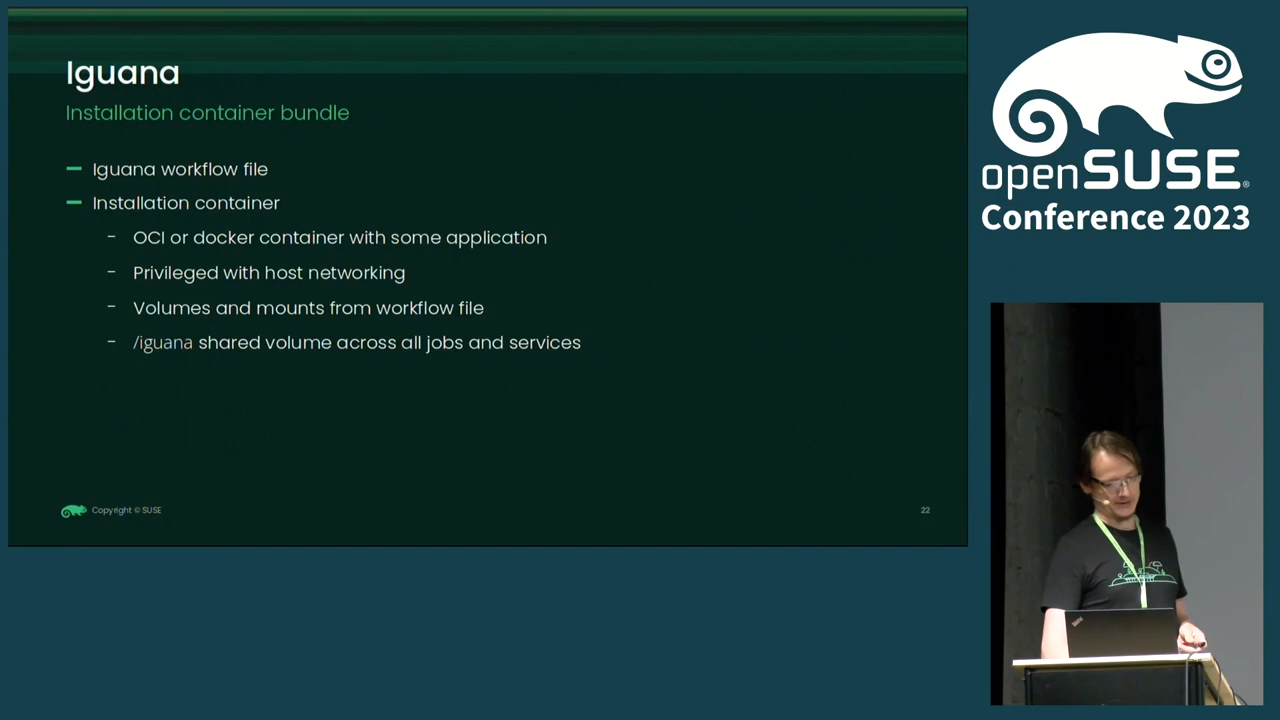 Iguana
Installation container bundle
Iguana workflow file
Installation container
- OCI or docker container with some application
- Privileged with host networking
- Volumes and mounts from workflow file
- /iguana shared volume across all jobs and services
Copyright © SUSE
22
openSUSE®
Conference 2023